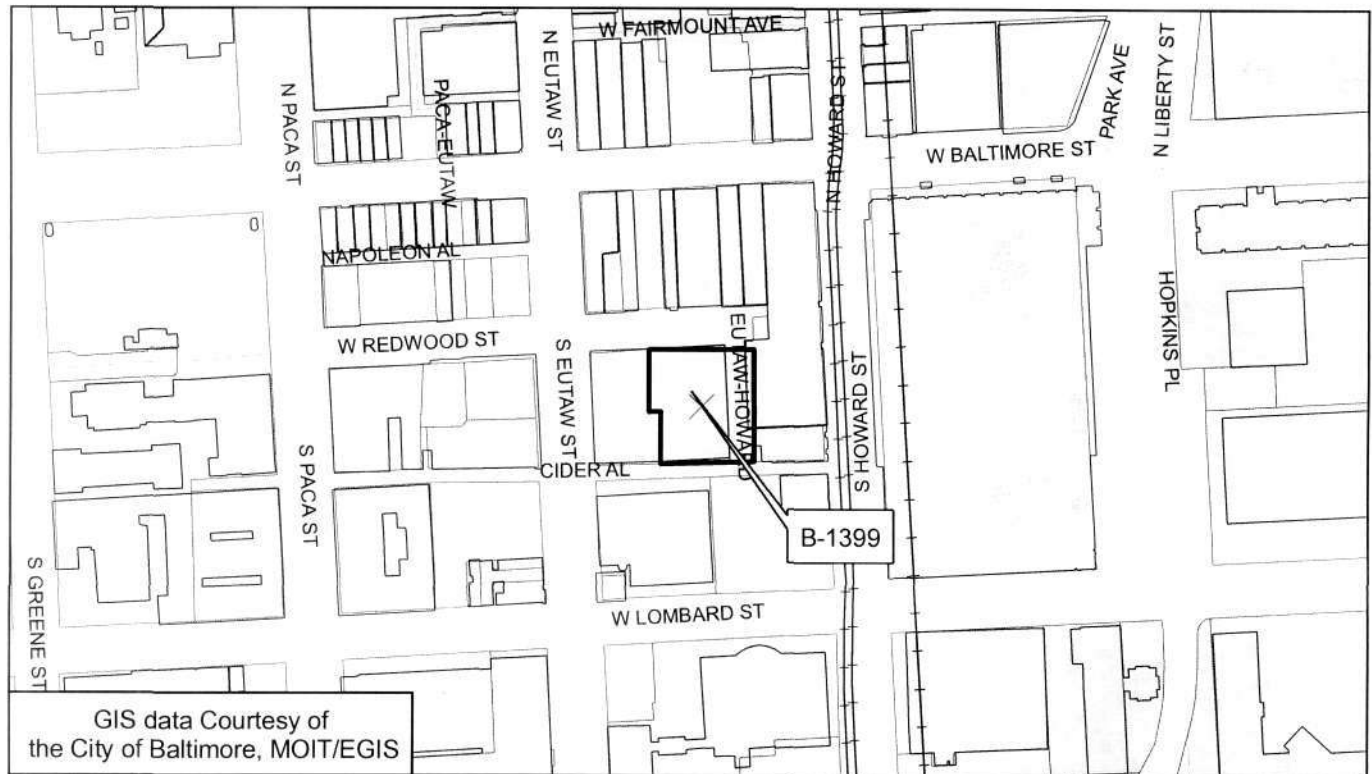 W FAIRMOUNT AVE
N EUTAW ST
N LIBERTY ST
PARK AVE
N PACA ST
PACA-EUTAW
N HOWARD ST
W BALTIMORE ST
NAPOLEON AL
HOPKINS PL
W REDWOOD ST
S EUTAW ST
EUTAW-HOWARD
S HOWARD ST
CIDER AL
S PACA ST
B-1399
S GREENE ST
W LOMBARD ST
GIS data Courtesy of
the City of Baltimore, MOIT/EGIS